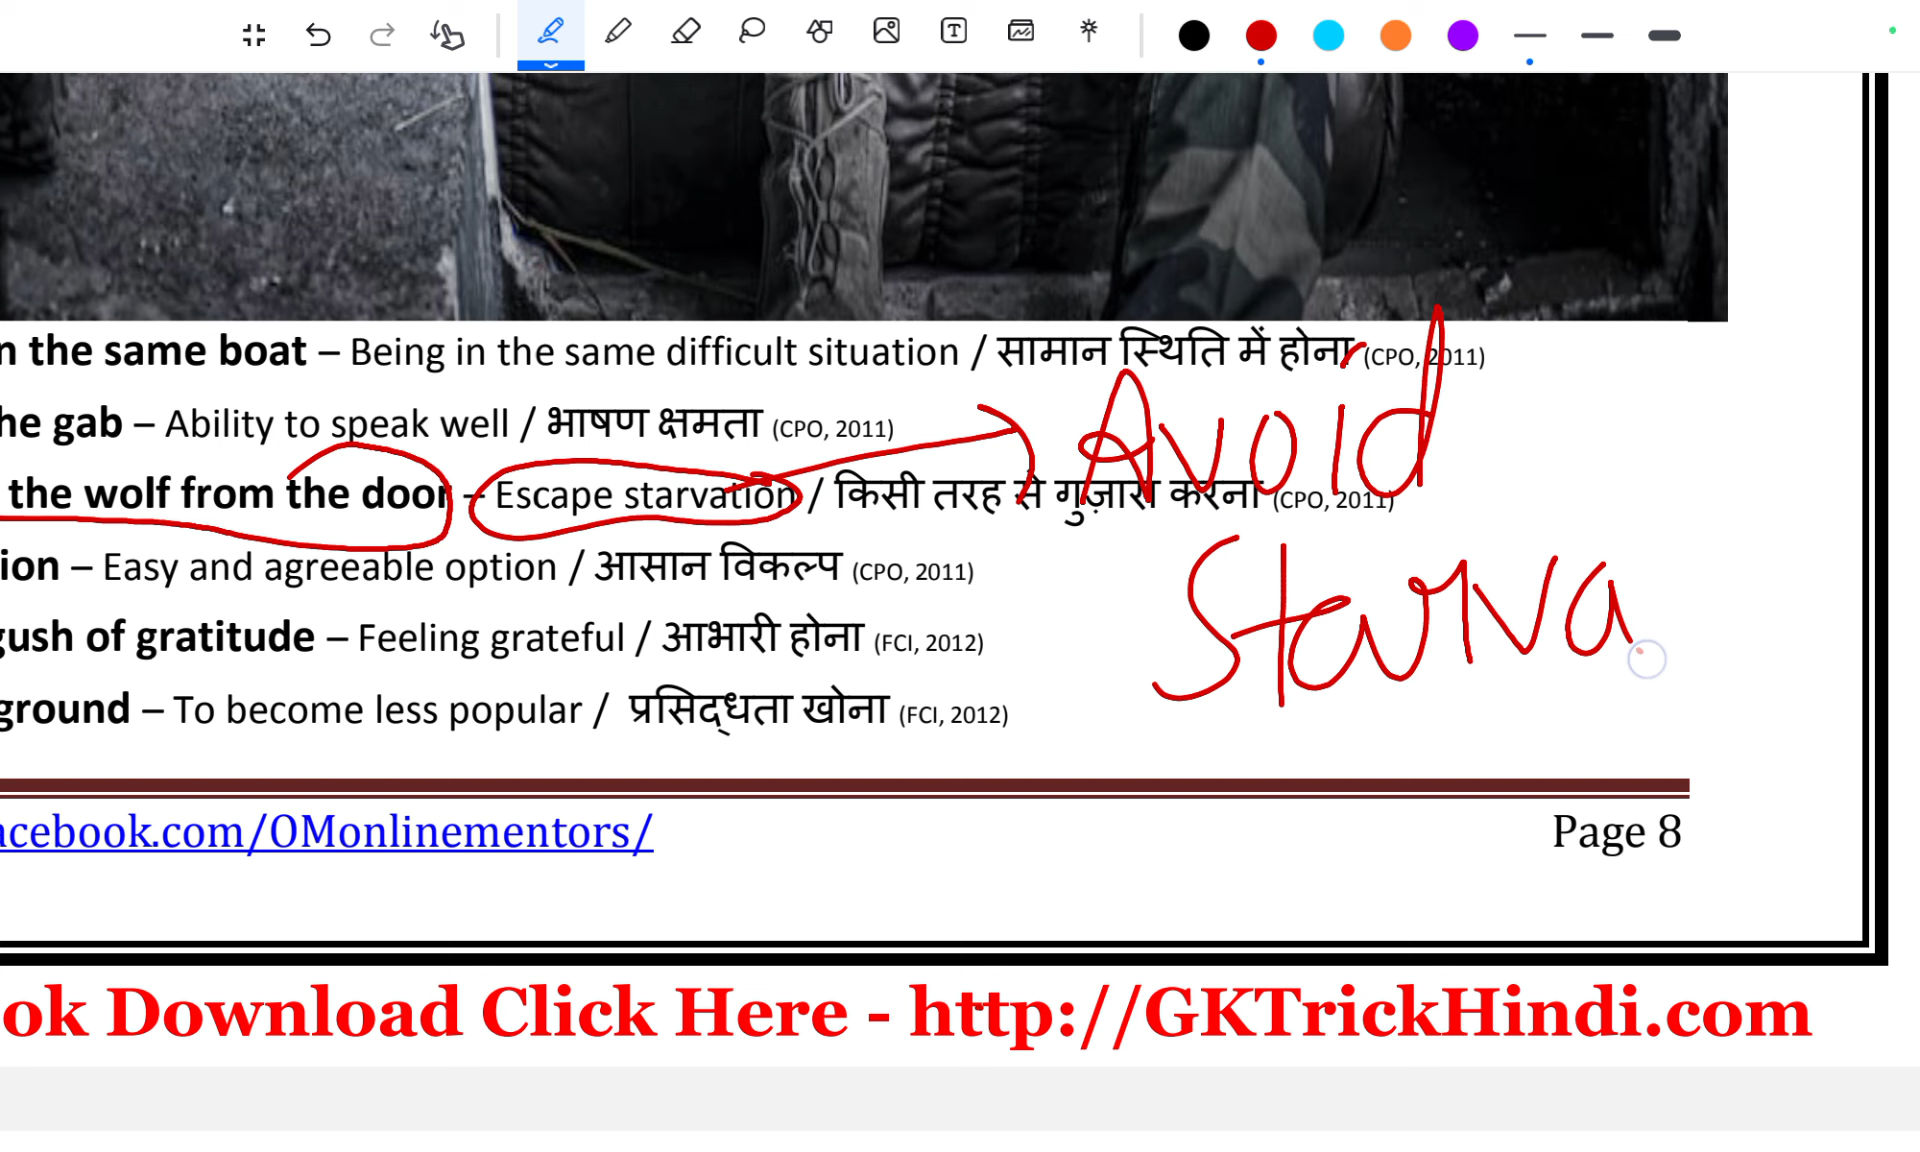 n the same boat – Being in the same difficult situation / सामान स्थिति में होना (CPO, 2011)
he gab – Ability to speak well / भाषण क्षमता (CPO, 2011)
Avoid
the wolf from the door – Escape starvation / किसी तरह से गुज़ारा करना (CPO, 2011)
ion – Easy and agreeable option / आसान विकल्प (CPO, 2011)
Starva
gush of gratitude – Feeling grateful / आभारी होना (FCI, 2012)
ground – To become less popular / प्रसिद्धता खोना (FCI, 2012)
acebook.com/OMonlinementors/ Page 8
ok Download Click Here - http://GKTrickHindi.com